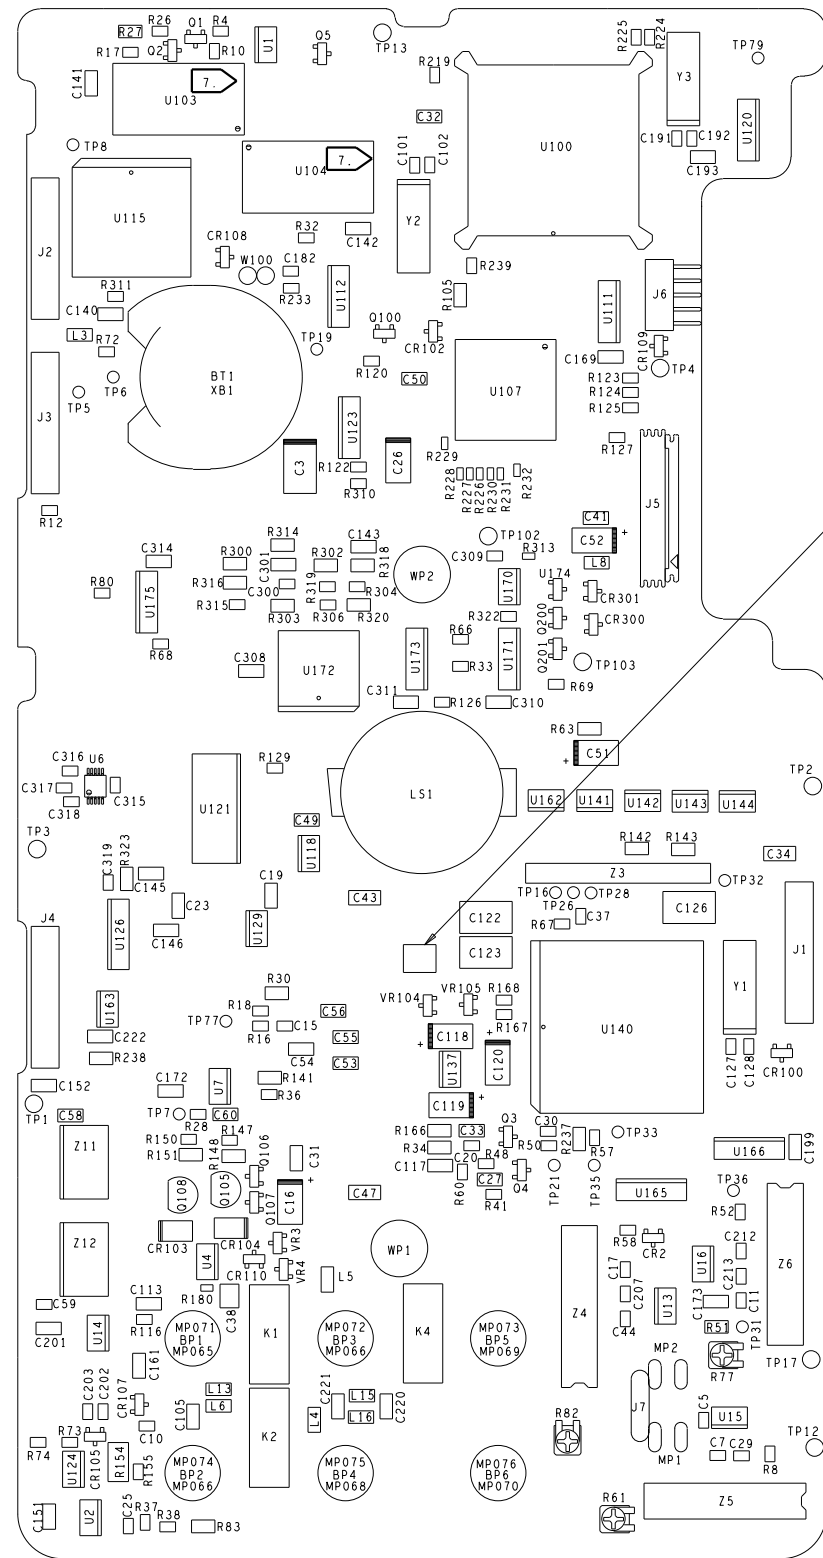 R26
Q1
R4
R27
U1
Q5
TP13
R225
R224
R17
Q2
R10
TP79
C141
7.
U103
R219
Y3
C32
U120
TP8
7.
U104
C101
C102
U100
C191
C192
C193
U115
J2
Y2
R32
C142
CR108
W100
C182
R239
R311
R233
U112
R105
U111
J6
C140
L3
R72
Q100
CR102
TP19
CR109
C169
TP4
R120
U107
BT1
XB1
C50
R123
R124
R125
TP6
TP5
J3
U123
R229
R127
C3
C26
R122
R310
R228
R227
R226
R230
R231
R232
J5
R12
C41
+
C52
TP102
R314
C143
C314
R300
C301
R302
R318
C309
R313
L8
WP2
R80
U175
R316
C300
R319
R304
U170
U174
CR301
R315
R303
R306
R320
R322
Q200
CR300
R66
R68
U172
U173
U171
Q201
TP103
C308
R33
R69
C311
R126
C310
R63
C51
+
C316
U6
R129
C317
C315
C318
U121
LS1
TP2
U162
U141
U142
U143
U144
C49
TP3
U118
R142
R143
C34
C319
R323
C145
Z3
C19
C43
TP16
TP26
TP28
TP32
C23
C122
C37
C126
J4
U126
C146
U129
R67
J1
C123
R30
VR104
VR105
R168
Y1
U163
R18
C56
R167
TP77
U140
R16
C15
C55
+
C118
+
C222
R238
C54
C53
U137
C120
C127
C128
CR100
C152
C172
U7
R141
R36
C119
+
TP1
C58
TP7
R28
C60
R166
C33
Q3
C30
TP33
R150
R147
R34
C20
R50
R237
R57
U166
C199
Z11
R151
R148
Q106
C31
C117
R48
R60
C27
Q4
TP21
TP35
Q108
Q105
+
C16
C47
R41
U165
TP36
R52
Q107
Z12
CR103
CR104
VR3
WP1
R58
CR2
C212
U4
CR110
VR4
L5
U16
C17
C213
Z6
C59
C113
R180
C38
C207
U13
C173
C11
Z4
R116
MP071
BP1
MP065
K1
MP072
BP3
MP066
K4
MP073
BP5
MP069
C201
U14
C44
R51
TP31
MP2
R77
TP17
C161
C203
C202
CR107
L13
C221
L15
C220
C105
L6
L4
L16
J7
C5
U15
R82
C10
K2
R73
R74
CR105
R154
R155
MP074
BP2
MP066
MP075
BP4
MP068
MP076
BP6
MP070
MP1
C7
C29
R8
TP12
U124
C151
U2
C25
R37
R38
R83
R61
Z5